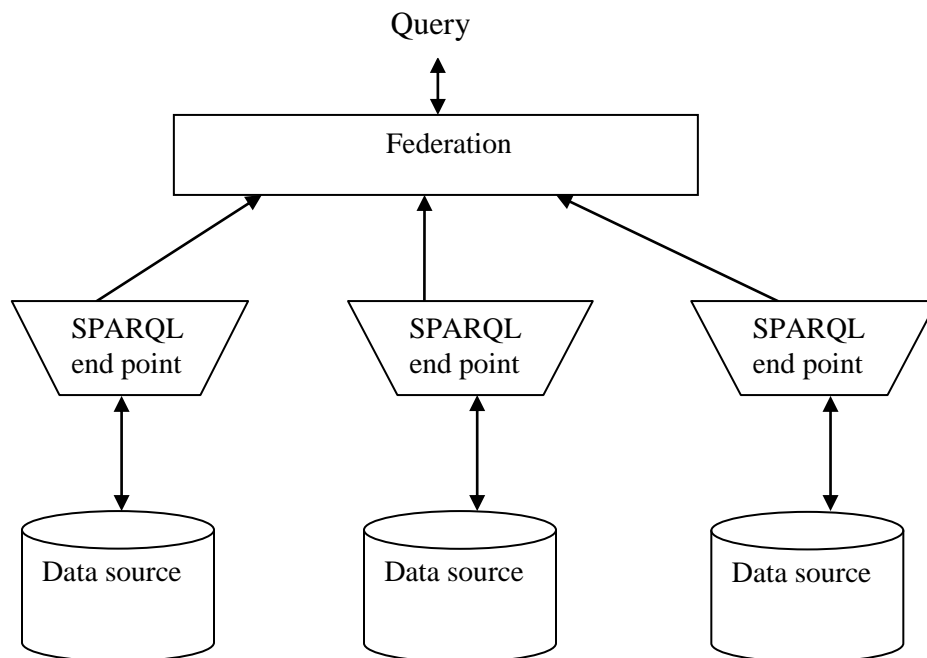 Query
Federation
SPARQL
end point
SPARQL
end point
SPARQL
end point
Data source
Data source
Data source